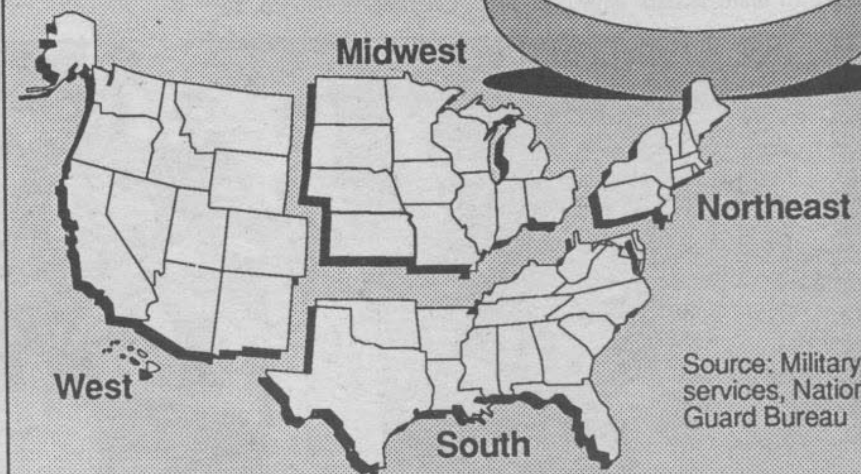 Midwest
Northeast
West
South
Source: Military
services, Nation
Guard Bureau